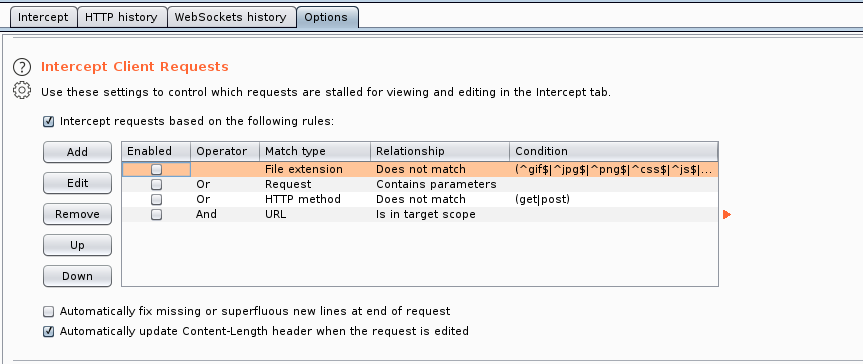 Intercept HTTP history WebSockets history Options
? Intercept Client Requests
Use these settings to control which requests are stalled for viewing and editing in the Intercept tab.
Intercept requests based on the following rules:
Add
Edit
Remove
Up
Down
Enabled Operator Match type Relationship Condition
File extension Does not match (^gif$|^jpg$|^png$|^css$|^js$|...
Or Request Contains parameters
Or HTTP method Does not match (get|post)
And URL Is in target scope
Automatically fix missing or superfluous new lines at end of request
Automatically update Content-Length header when the request is edited